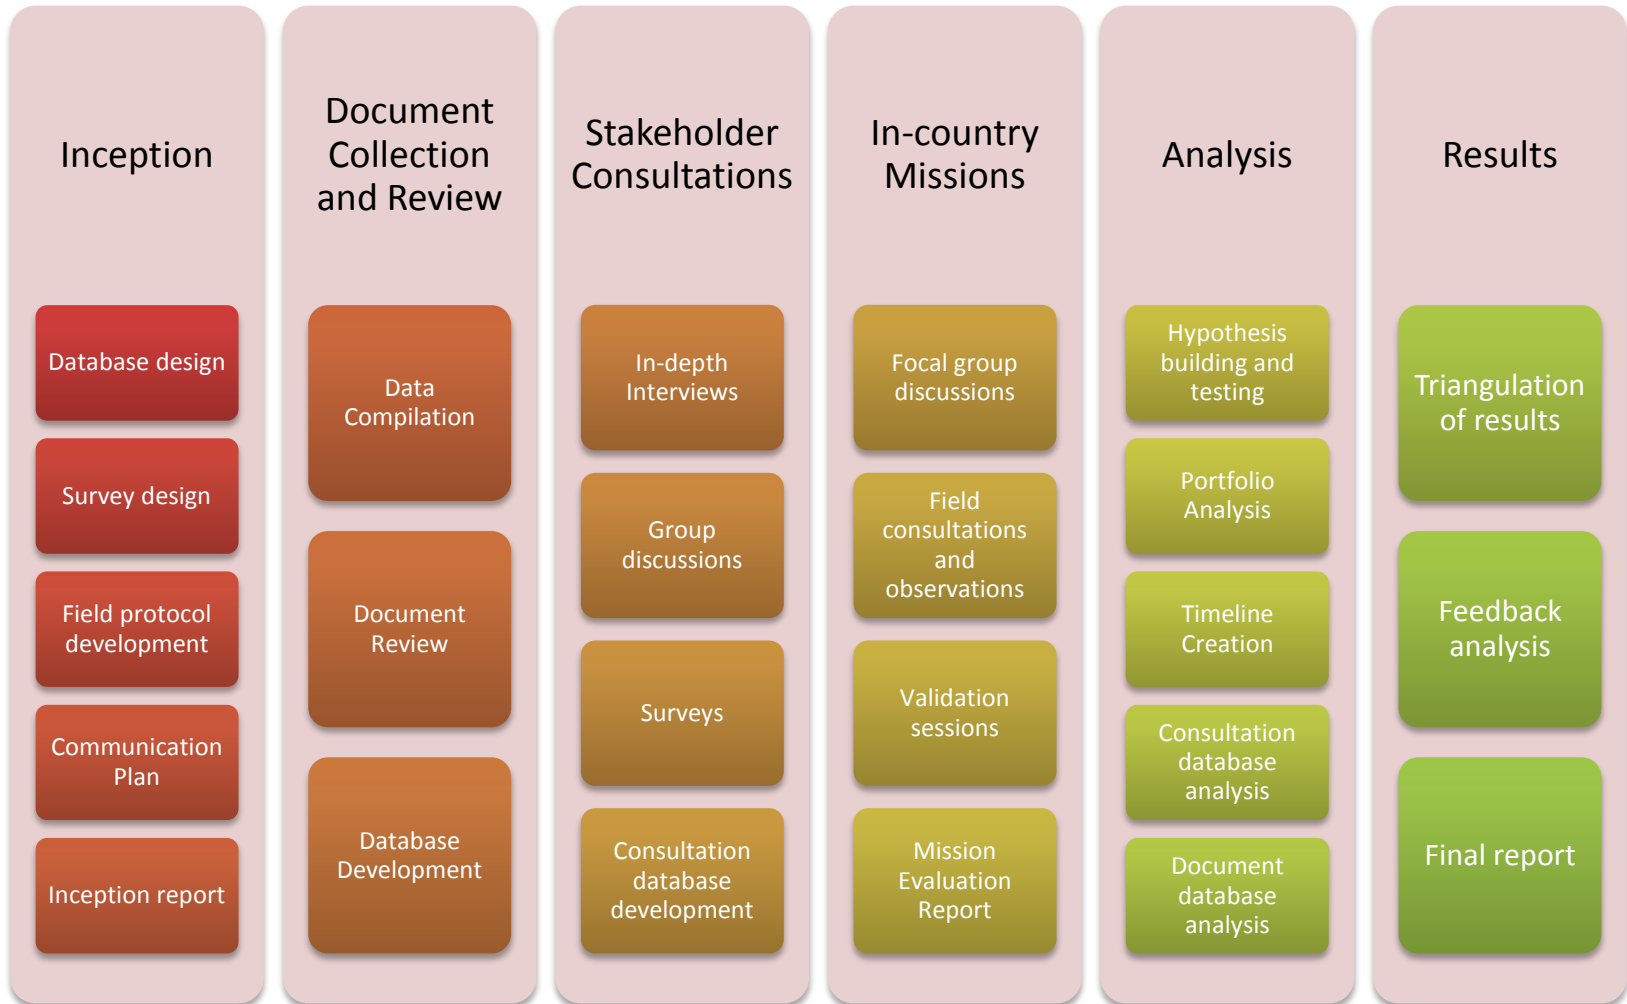 Inception
Database design
Survey design
Field protocol
development
Communication
Plan
Inception report
Document
Collection
and Review
Data
Compilation
Document
Review
Database
Development
Stakeholder
Consultations
In-depth
Interviews
Group
discussions
Surveys
Consultation
database
development
In-country
Missions
Focal group
discussions
Field
consultations
and
observations
Validation
sessions
Mission
Evaluation
Report
Analysis
Hypothesis
building and
testing
Portfolio
Analysis
Timeline
Creation
Consultation
database
analysis
Document
database
analysis
Results
Triangulation
of results
Feedback
analysis
Final report